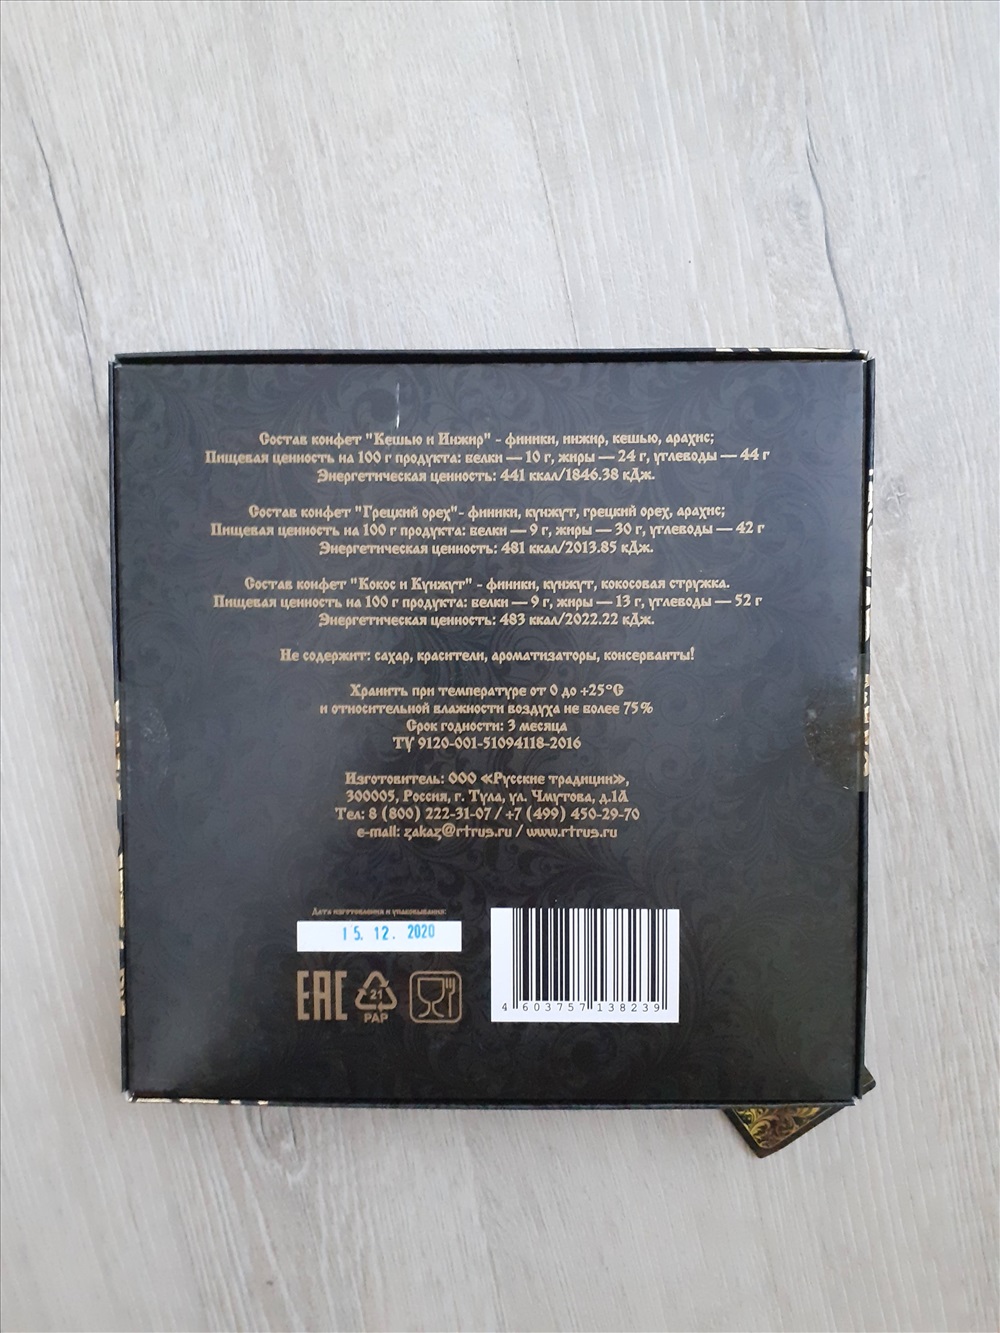 Состав конфет "Кешью и Инжир" - финики, инжир, кешью, арахис;
Пищевая ценность на 100 г продукта: белки — 10 г, жиры — 24 г, углеводы — 44 г
Энергетическая ценность: 441 ккал/1846.38 кДж.
Состав конфет "Грецкий орех"- финики, кунжут, грецкий орех, арахис;
Пищевая ценность на 100 г продукта: белки — 9 г, жиры — 30 г, углеводы — 42 г
Энергетическая ценность: 481 ккал/2013.85 кДж.
Состав конфет "Кокос и Кунжут" - финики, кунжут, кокосовая стружка.
Пищевая ценность на 100 г продукта: белки — 9 г, жиры — 13 г, углеводы — 52 г
Энергетическая ценность: 483 ккал/2022.22 кДж.
Не содержит: сахар, красители, ароматизаторы, консерванты!
Хранить при температуре от 0 до +25°С
и относительной влажности воздуха не более 75%
Срок годности: 3 месяца
ТУ 9120-001-51094118-2016
Изготовитель: ООО «Русские традиции»,
300005, Россия, г. Тула, ул. Чмутова, д.1А
Тел: 8 (800) 222-31-07 / +7 (499) 450-29-70
e-mail: zakaz@rtrus.ru / www.rtrus.ru
Дата изготовления и упаковывания:
15. 12. 2020
EAC
21
PAP
4 603757 138239